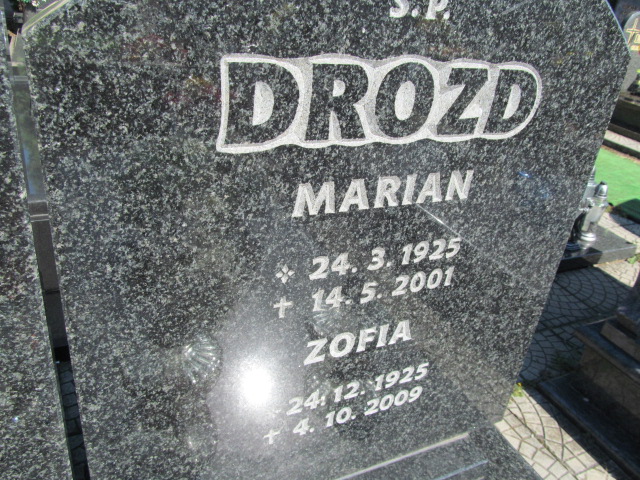 Ś.P.
DROZD
MARIAN
❖ 24. 3. 1925
+ 14. 5. 2001
ZOFIA
24. 12. 1925
+ 4. 10. 2009